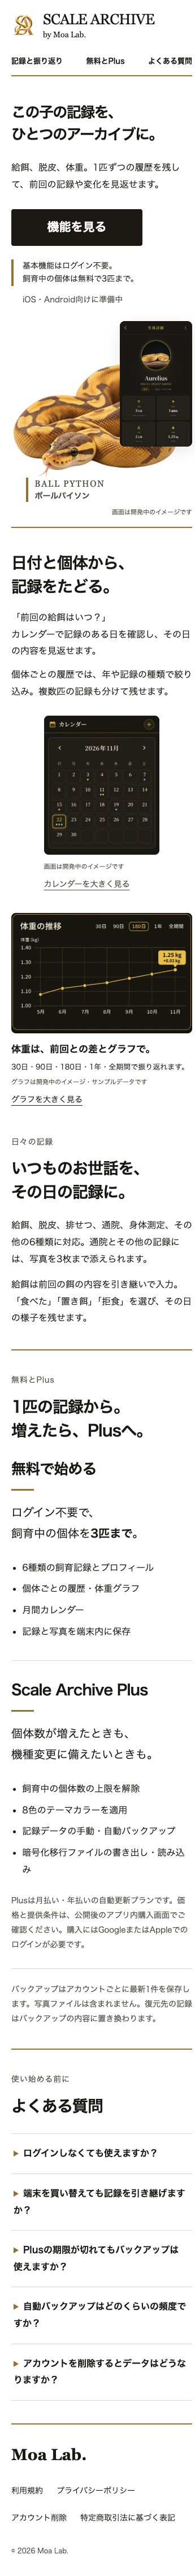 SCALE ARCHIVE
by Moa Lab.
記録と振り返り
無料とPlus
よくある質問
この子の記録を、
ひとつのアーカイブに。
給餌、脱皮、体重。1匹ずつの履歴を残し
て、前回の記録や変化を見返せます。
機能を見る
基本機能はログイン不要。
飼育中の個体は無料で3匹まで。
iOS・Android向けに準備中
Aurelius
BALL PYTHON
ボールパイソン
画面は開発中のイメージです
日付と個体から、
記録をたどる。
「前回の給餌はいつ？」
カレンダーで記録のある日を確認し、その日
の内容を見返せます。
個体ごとの履歴では、年や記録の種類で絞り
込み。複数匹の記録も分けて残せます。
カレンダー
2026年11月
1 2 3 4 5 6 7
8 9 10 11 12 13 14
15 16 17 18 19 20 21
22 23 24 25 26 27 28
29 30
画面は開発中のイメージです
カレンダーを大きく見る
体重の推移
30日 90日 180日 1年 全期間
体重 (kg)
1.25 kg
+0.02 kg
1.40
1.30
1.20
1.10
1.00
5月 6月 7月 8月 9月 10月 11月
体重は、前回との差とグラフで。
30日・90日・180日・1年・全期間で振り返れます。
グラフは開発中のイメージ・サンプルデータです
グラフを大きく見る
日々の記録
いつものお世話を、
その日の記録に。
給餌、脱皮、排せつ、通院、身体測定、その
他の6種類に対応。通院とその他の記録に
は、写真を3枚まで添えられます。
給餌は前回の餌の内容を引き継いで入力。
「食べた」「置き餌」「拒食」を選び、その日
の様子を残せます。
無料とPlus
1匹の記録から。
増えたら、Plusへ。
無料で始める
ログイン不要で、
飼育中の個体を3匹まで。
• 6種類の飼育記録とプロフィール
• 個体ごとの履歴・体重グラフ
• 月間カレンダー
• 記録と写真を端末内に保存
Scale Archive Plus
個体数が増えたときも、
機種変更に備えたいときも。
• 飼育中の個体数の上限を解除
• 8色のテーマカラーを適用
• 記録データの手動・自動バックアップ
• 暗号化移行ファイルの書き出し・読み込
み
Plusは月払い・年払いの自動更新プランです。価
格と提供条件は、公開後のアプリ内購入画面でご
確認ください。購入にはGoogleまたはAppleでの
ログインが必要です。
バックアップはアカウントごとに最新1件を保存し
ます。写真ファイルは含まれません。復元先の記録
はバックアップの内容に置き換わります。
使い始める前に
よくある質問
ログインしなくても使えますか？
端末を買い替えても記録を引き継げます
か？
Plusの期限が切れてもバックアップは
使えますか？
自動バックアップはどのくらいの頻度で
すか？
アカウントを削除するとデータはどうな
りますか？
Moa Lab.
利用規約
プライバシーポリシー
アカウント削除
特定商取引法に基づく表記
© 2026 Moa Lab.